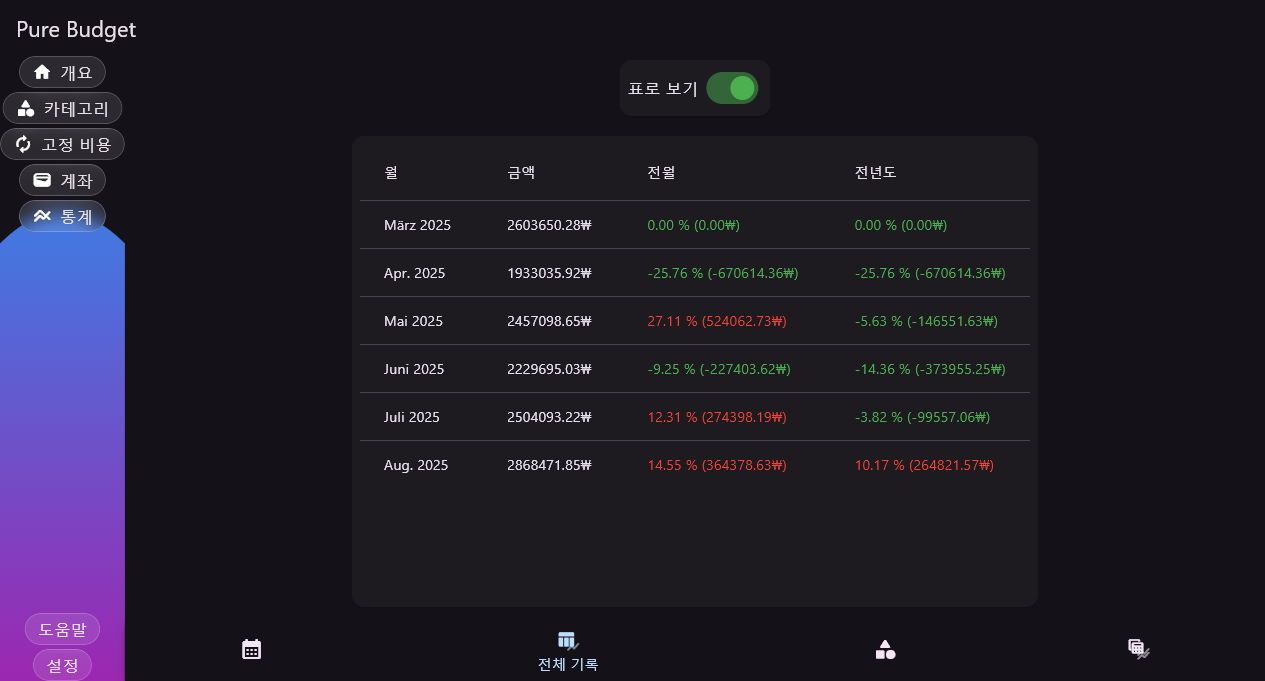 Pure Budget
개요
카테고리
고정 비용
계좌
통계
도움말
설정
표로 보기
월 금액 전월 전년도
März 2025 2603650.28₩ 0.00 % (0.00₩) 0.00 % (0.00₩)
Apr. 2025 1933035.92₩ -25.76 % (-670614.36₩) -25.76 % (-670614.36₩)
Mai 2025 2457098.65₩ 27.11 % (524062.73₩) -5.63 % (-146551.63₩)
Juni 2025 2229695.03₩ -9.25 % (-227403.62₩) -14.36 % (-373955.25₩)
Juli 2025 2504093.22₩ 12.31 % (274398.19₩) -3.82 % (-99557.06₩)
Aug. 2025 2868471.85₩ 14.55 % (364378.63₩) 10.17 % (264821.57₩)
전체 기록